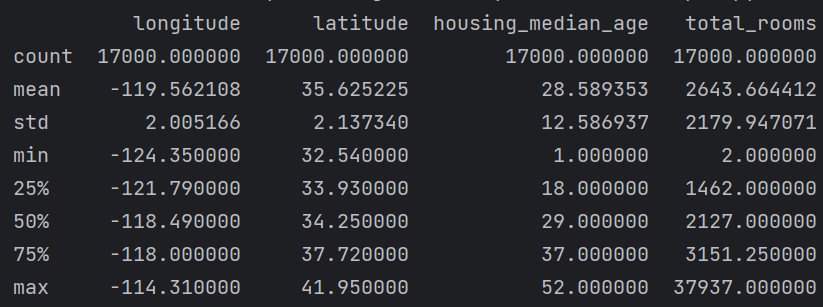 longitude latitude housing_median_age total_rooms
count 17000.000000 17000.000000 17000.000000 17000.000000
mean -119.562108 35.625225 28.589353 2643.664412
std 2.005166 2.137340 12.586937 2179.947071
min -124.350000 32.540000 1.000000 2.000000
25% -121.790000 33.930000 18.000000 1462.000000
50% -118.490000 34.250000 29.000000 2127.000000
75% -118.000000 37.720000 37.000000 3151.250000
max -114.310000 41.950000 52.000000 37937.000000